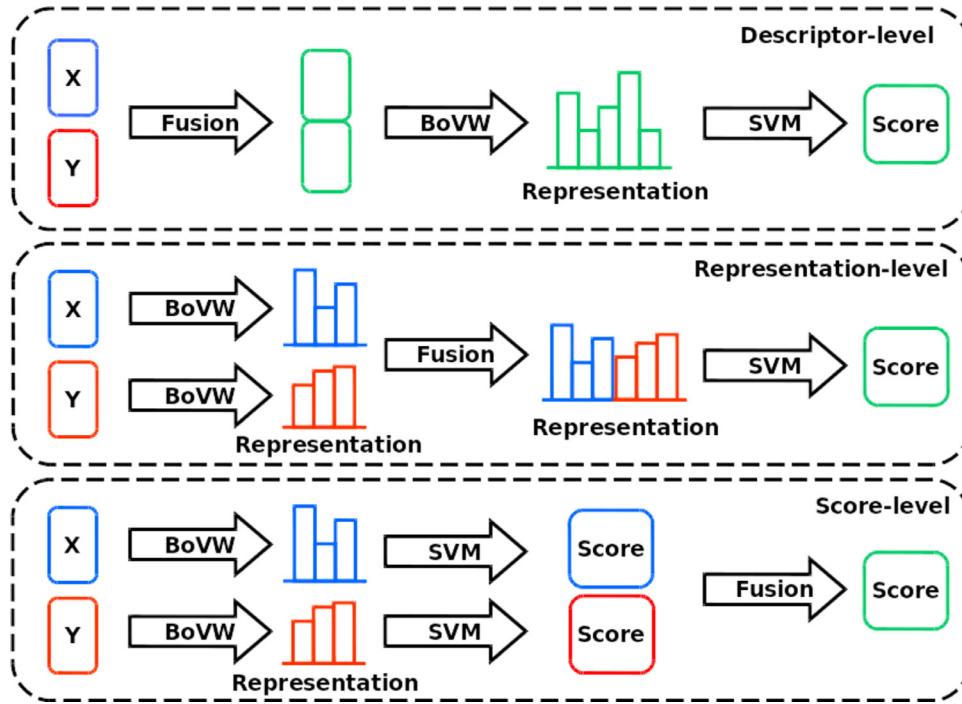 Descriptor-level
X
Y
Fusion
BoVW
Representation
SVM
Score
Representation-level
X
Y
BoVW
BoVW
Representation
Fusion
Representation
SVM
Score
Score-level
X
Y
BoVW
BoVW
Representation
SVM
SVM
Score
Score
Fusion
Score